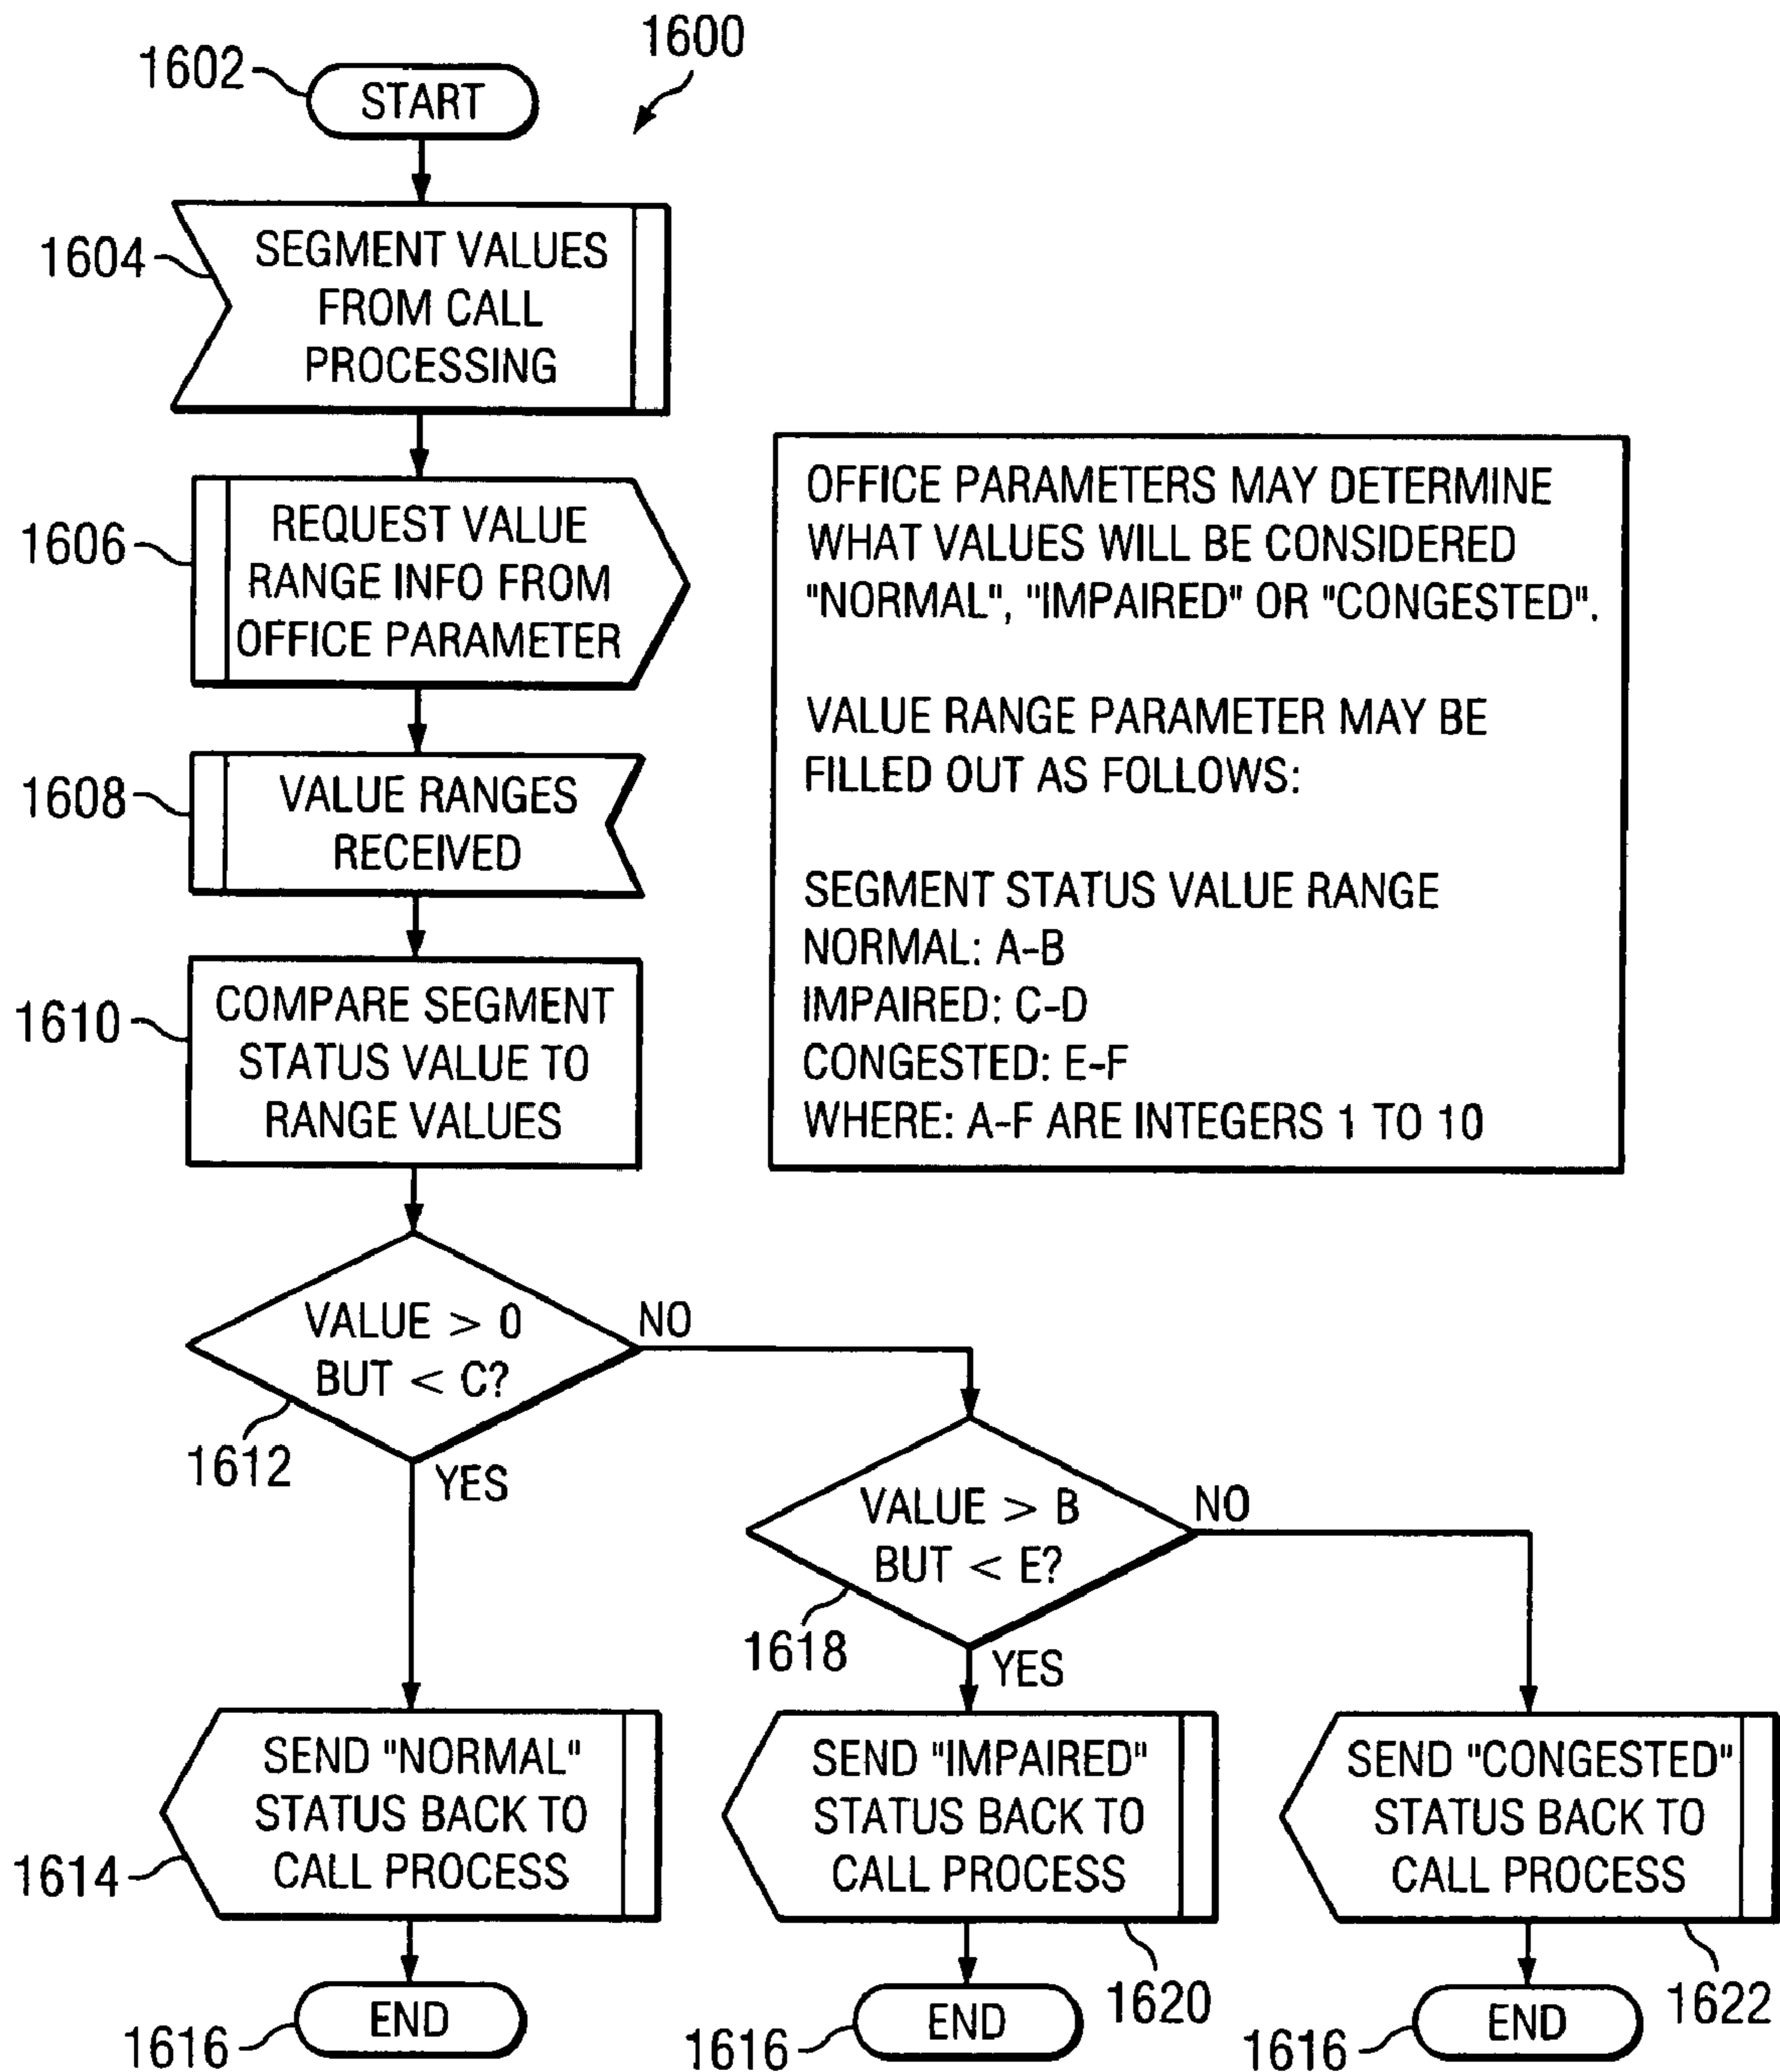 1600
1602
START
1604
SEGMENT VALUES
FROM CALL
PROCESSING
1606
REQUEST VALUE
RANGE INFO FROM
OFFICE PARAMETER
1608
VALUE RANGES
RECEIVED
1610
COMPARE SEGMENT
STATUS VALUE TO
RANGE VALUES
OFFICE PARAMETERS MAY DETERMINE
WHAT VALUES WILL BE CONSIDERED
"NORMAL", "IMPAIRED" OR "CONGESTED".
VALUE RANGE PARAMETER MAY BE
FILLED OUT AS FOLLOWS:
SEGMENT STATUS VALUE RANGE
NORMAL: A-B
IMPAIRED: C-D
CONGESTED: E-F
WHERE: A-F ARE INTEGERS 1 TO 10
VALUE > 0
BUT < C?
NO
1612
YES
VALUE > B
BUT < E?
NO
1618
YES
SEND "NORMAL"
STATUS BACK TO
CALL PROCESS
1614
SEND "IMPAIRED"
STATUS BACK TO
CALL PROCESS
1620
SEND "CONGESTED"
STATUS BACK TO
CALL PROCESS
1622
END
1616
END
1616
END
1616